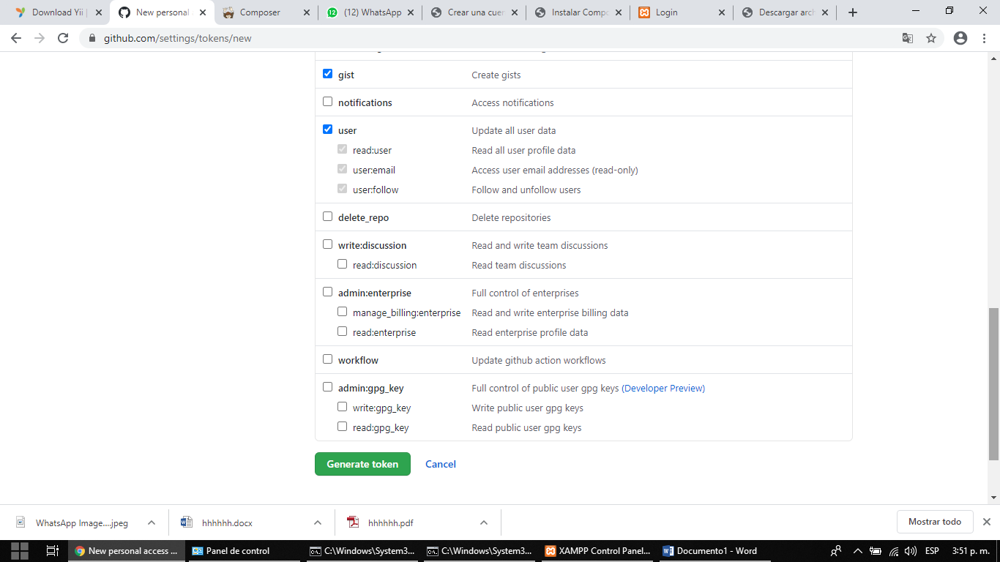 Download Yii |
New personal
Composer
(12) WhatsApp
Crear una cuer
Instalar Compo
Login
Descargar arch
github.com/settings/tokens/new
gist Create gists
notifications Access notifications
user Update all user data
read:user Read all user profile data
user:email Access user email addresses (read-only)
user:follow Follow and unfollow users
delete_repo Delete repositories
write:discussion Read and write team discussions
read:discussion Read team discussions
admin:enterprise Full control of enterprises
manage_billing:enterprise Read and write enterprise billing data
read:enterprise Read enterprise profile data
workflow Update github action workflows
admin:gpg_key Full control of public user gpg keys (Developer Preview)
write:gpg_key Write public user gpg keys
read:gpg_key Read public user gpg keys
Generate token Cancel
WhatsApp Image....jpeg
hhhhhh.docx
hhhhhh.pdf
Mostrar todo
New personal access ...
Panel de control
C:\Windows\System3...
C:\Windows\System3...
XAMPP Control Panel...
Documento1 - Word
ESP
3:51 p. m.